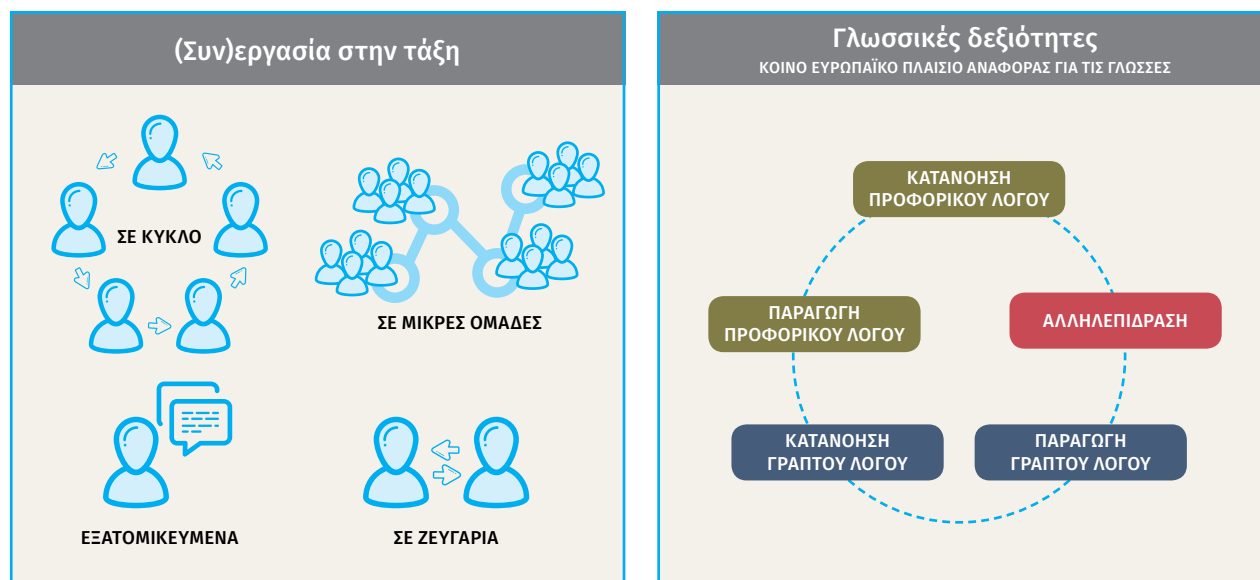 (Συν)εργασία στην τάξη
ΣΕ ΚΥΚΛΟ
ΣΕ ΜΙΚΡΕΣ ΟΜΑΔΕΣ
ΕΞΑΤΟΜΙΚΕΥΜΕΝΑ
ΣΕ ΖΕΥΓΑΡΙΑ
Γλωσσικές δεξιότητες
ΚΟΙΝΟ ΕΥΡΩΠΑΪΚΟ ΠΛΑΙΣΙΟ ΑΝΑΦΟΡΑΣ ΓΙΑ ΤΙΣ ΓΛΩΣΣΕΣ
ΚΑΤΑΝΟΗΣΗ
ΠΡΟΦΟΡΙΚΟΥ ΛΟΓΟΥ
ΠΑΡΑΓΩΓΗ
ΠΡΟΦΟΡΙΚΟΥ ΛΟΓΟΥ
ΑΛΛΗΛΕΠΙΔΡΑΣΗ
ΚΑΤΑΝΟΗΣΗ
ΓΡΑΠΤΟΥ ΛΟΓΟΥ
ΠΑΡΑΓΩΓΗ
ΓΡΑΠΤΟΥ ΛΟΓΟΥ